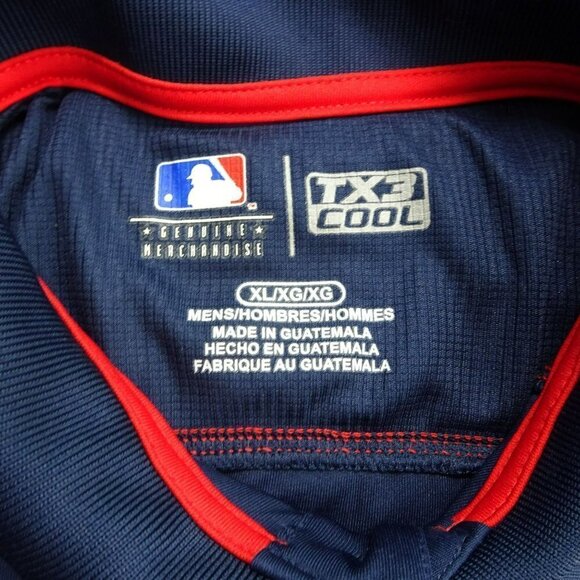 GENUINE
MERCHANDISE
TX3
COOL
XL/XG/XG
MENS/HOMBRES/HOMMES
MADE IN GUATEMALA
HECHO EN GUATEMALA
FABRIQUE AU GUATEMALA